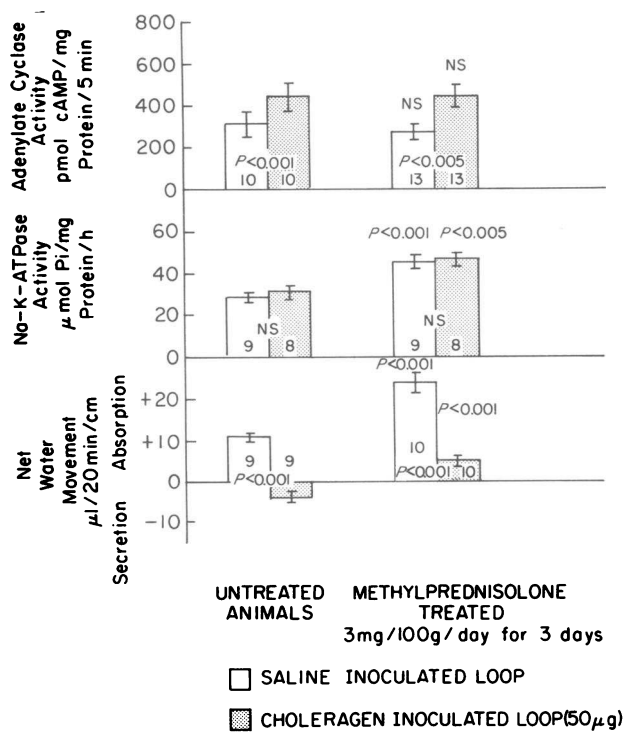 Adenylate Cyclase
Activity
pmol cAMP/mg
Protein/5 min
800
600
400
200
0
NS
NS
P<0.001
P<0.005
10
10
13
13
Na-K-ATPase
Activity
μmol Pi/mg
Protein/h
60
40
20
0
P<0.001
P<0.005
NS
NS
9
8
9
8
Net
Water
Movement
μl/20min/cm
Secretion Absorption
+20
+10
0
-10
P<0.001
P<0.001
9
9
10
P<0.001
P<0.001
10
UNTREATED
ANIMALS
METHYLPREDNISOLONE
TREATED
3mg/100g/day for 3 days
SALINE INOCULATED LOOP
CHOLERAGEN INOCULATED LOOP(50μg)